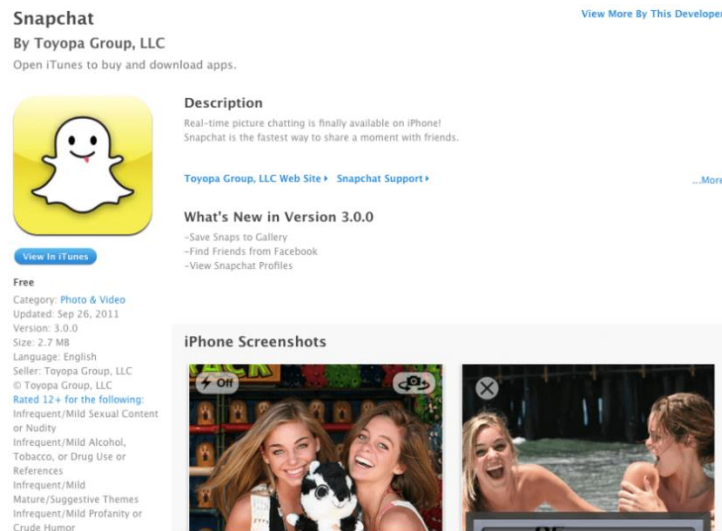 Snapchat
View More By This Developer
By Toyopa Group, LLC
Open iTunes to buy and download apps.
Description
Real-time picture chatting is finally available on iPhone!
Snapchat is the fastest way to share a moment with friends.
Toyopa Group, LLC Web Site
Snapchat Support
...More
What's New in Version 3.0.0
-Save Snaps to Gallery
-Find Friends from Facebook
-View Snapchat Profiles
View In iTunes
Free
Category: Photo & Video
Updated: Sep 26, 2011
Version: 3.0.0
Size: 2.7 MB
Language: English
Seller: Toyopa Group, LLC
© Toyopa Group, LLC
Rated 12+ for the following:
Infrequent/Mild Sexual Content
or Nudity
Infrequent/Mild Alcohol,
Tobacco, or Drug Use or
References
Infrequent/Mild
Mature/Suggestive Themes
Infrequent/Mild Profanity or
Crude Humor
iPhone Screenshots
Off